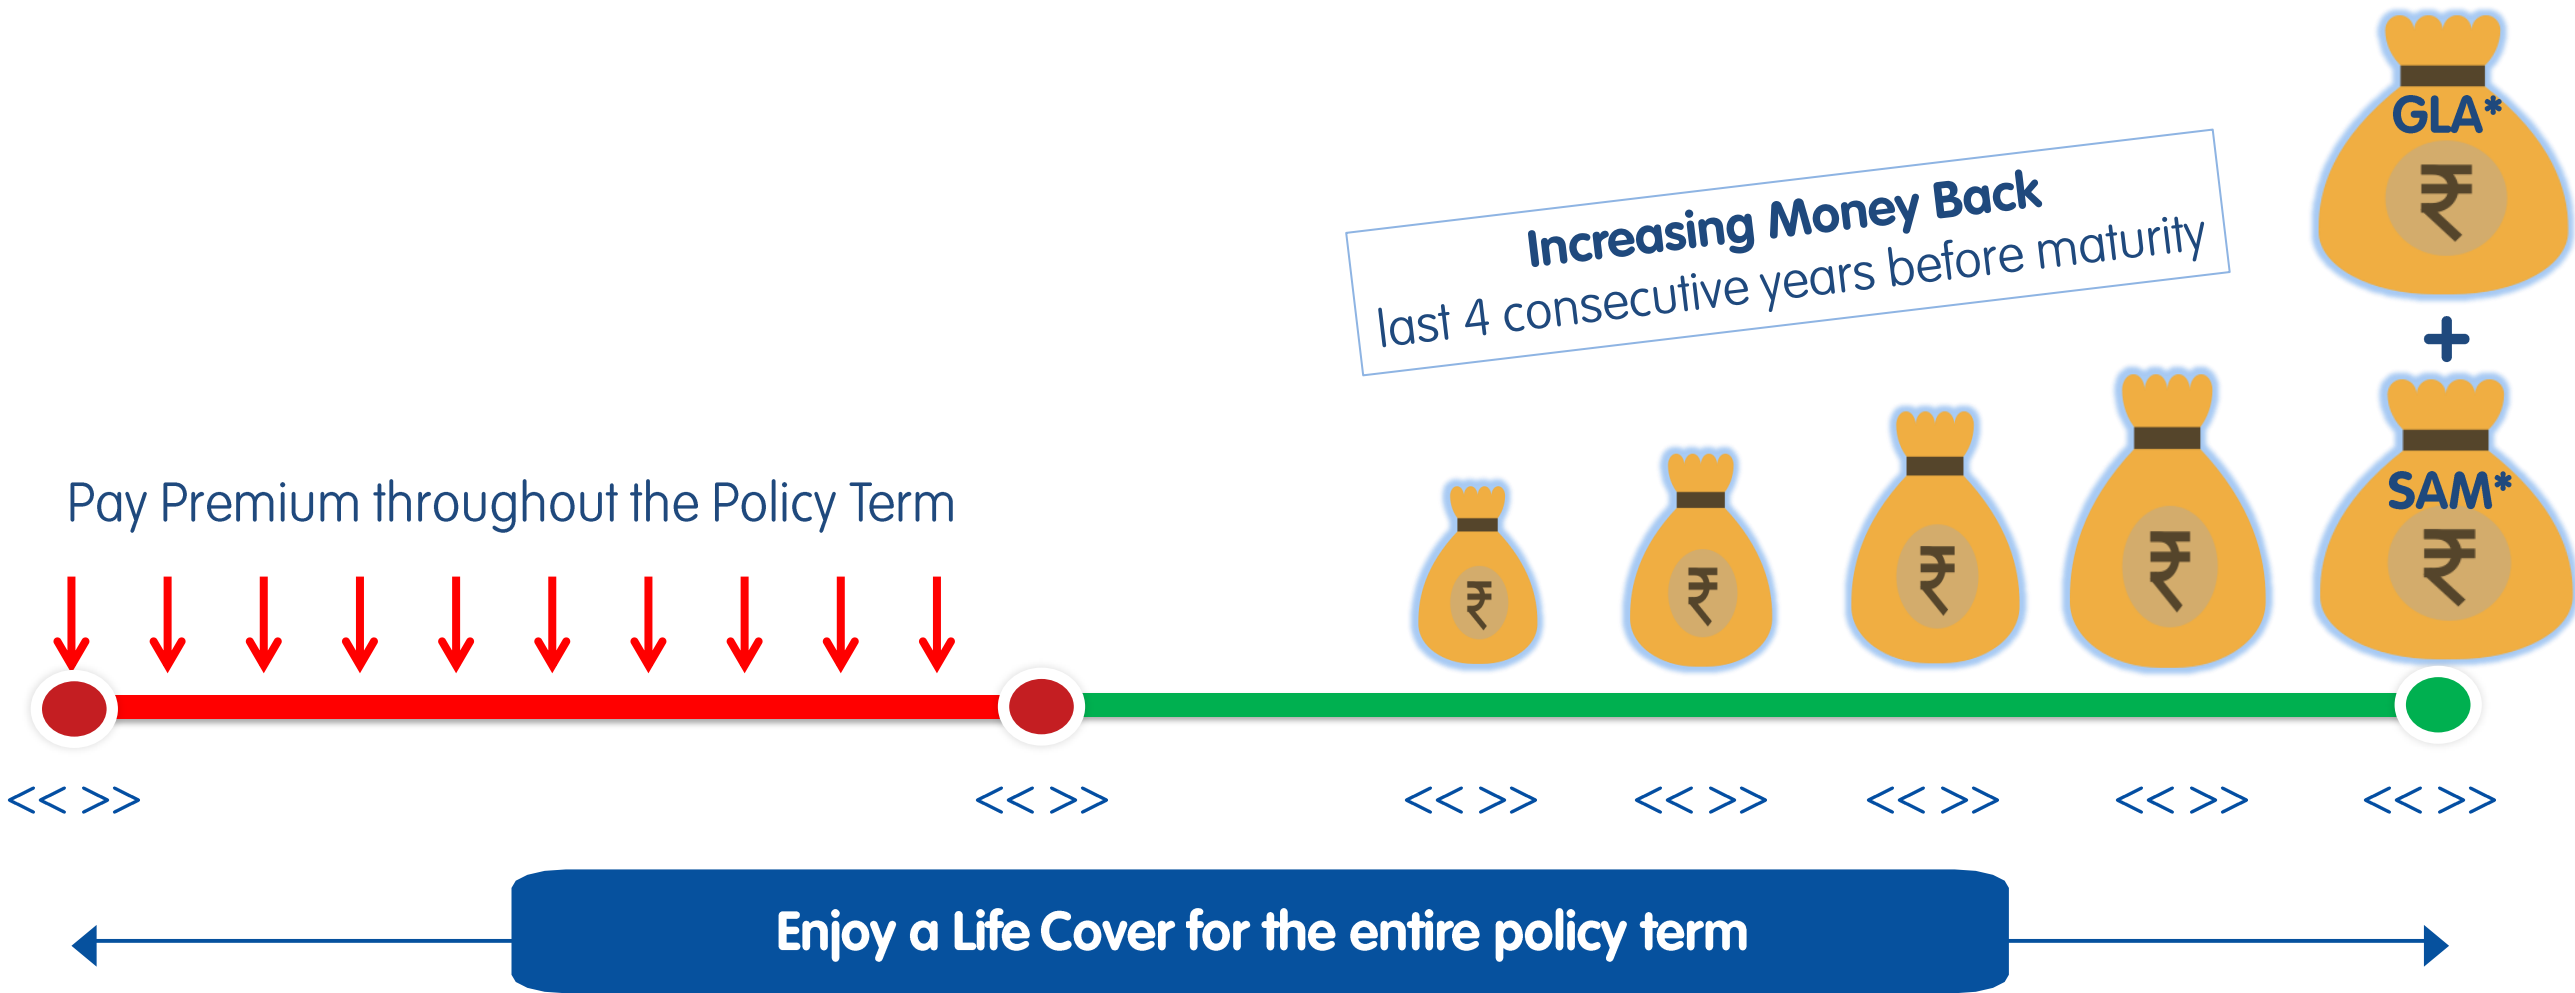 GLA*
₹
Increasing Money Back
last 4 consecutive years before maturity
+
SAM*
Pay Premium throughout the Policy Term
₹ ₹ ₹ ₹ ₹
<< >> << >> << >> << >> << >> << >> << >>
Enjoy a Life Cover for the entire policy term